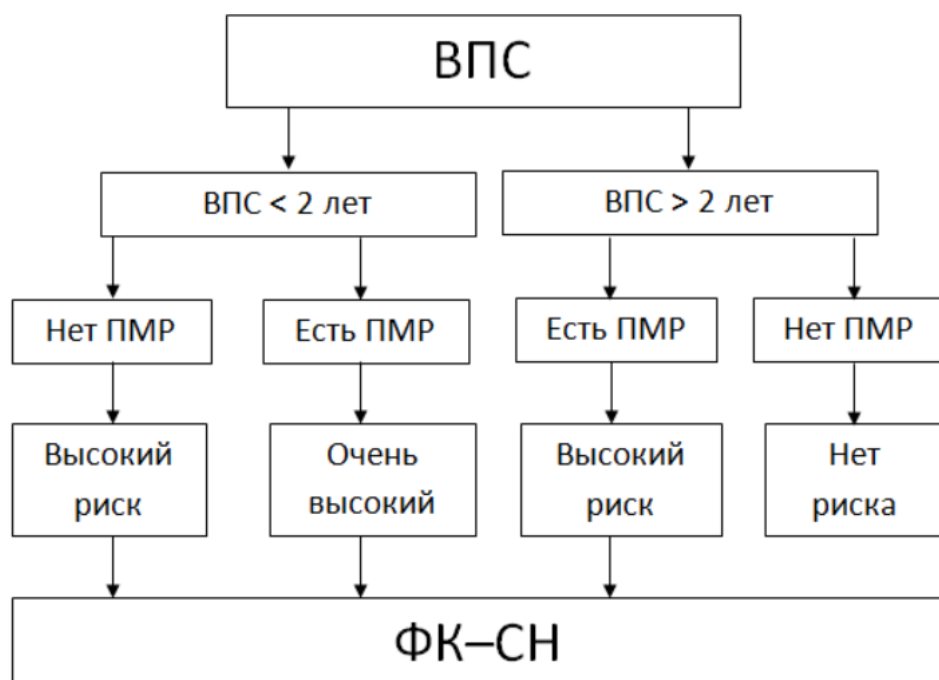 ВПС
ВПС < 2 лет
ВПС > 2 лет
Нет ПМР
Есть ПМР
Есть ПМР
Нет ПМР
Высокий
риск
Очень
высокий
Высокий
риск
Нет
риска
ФК–СН